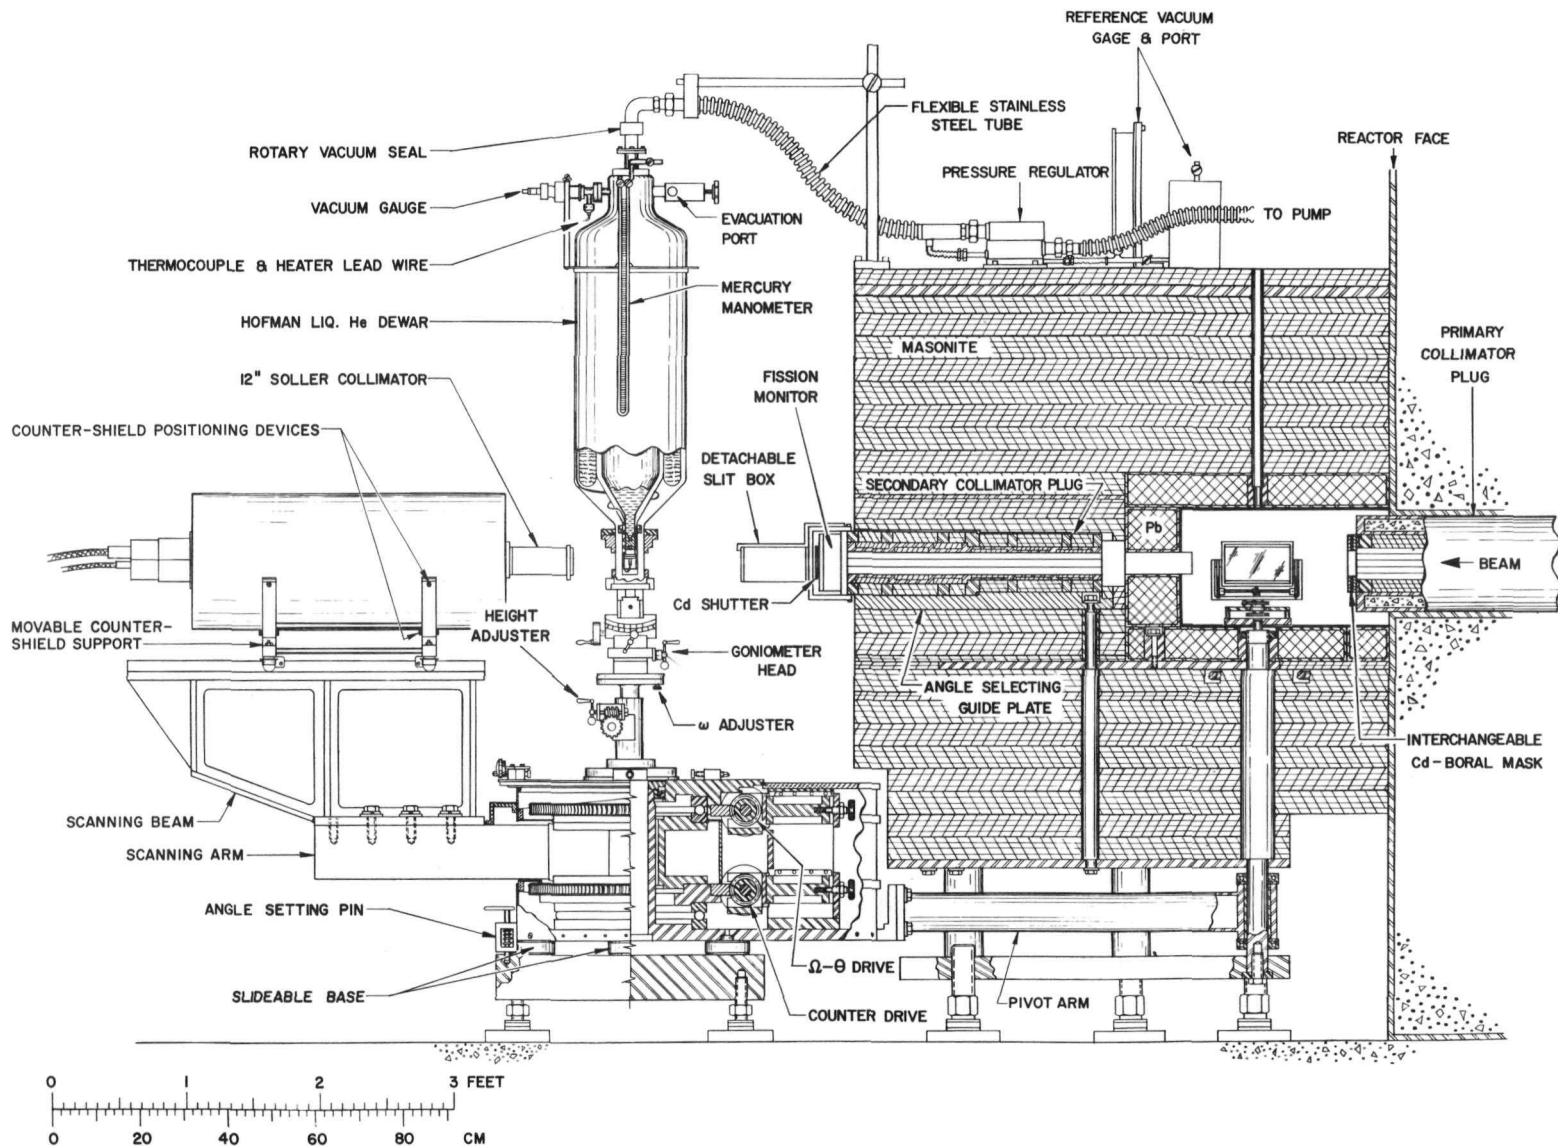 REFERENCE VACUUM
GAGE & PORT
FLEXIBLE STAINLESS
STEEL TUBE
REACTOR FACE
ROTARY VACUUM SEAL
PRESSURE REGULATOR
VACUUM GAUGE
EVACUATION
PORT
TO PUMP
THERMOCOUPLE & HEATER LEAD WIRE
MERCURY
MANOMETER
HOFMAN LIQ. He DEWAR
MASONITE
PRIMARY
COLLIMATOR
PLUG
12" SOLLER COLLIMATOR
FISSION
MONITOR
COUNTER-SHIELD POSITIONING DEVICES
DETACHABLE
SLIT BOX
SECONDARY COLLIMATOR PLUG
Pb
BEAM
Cd SHUTTER
HEIGHT
ADJUSTER
MOVABLE COUNTER-
SHIELD SUPPORT
GONIOMETER
HEAD
ANGLE SELECTING
GUIDE PLATE
ω ADJUSTER
INTERCHANGEABLE
Cd-BORAL MASK
SCANNING BEAM
SCANNING ARM
ANGLE SETTING PIN
Ω-Θ DRIVE
SLIDEABLE BASE
PIVOT ARM
COUNTER DRIVE
0 1 2 3 FEET
0 20 40 60 80 CM